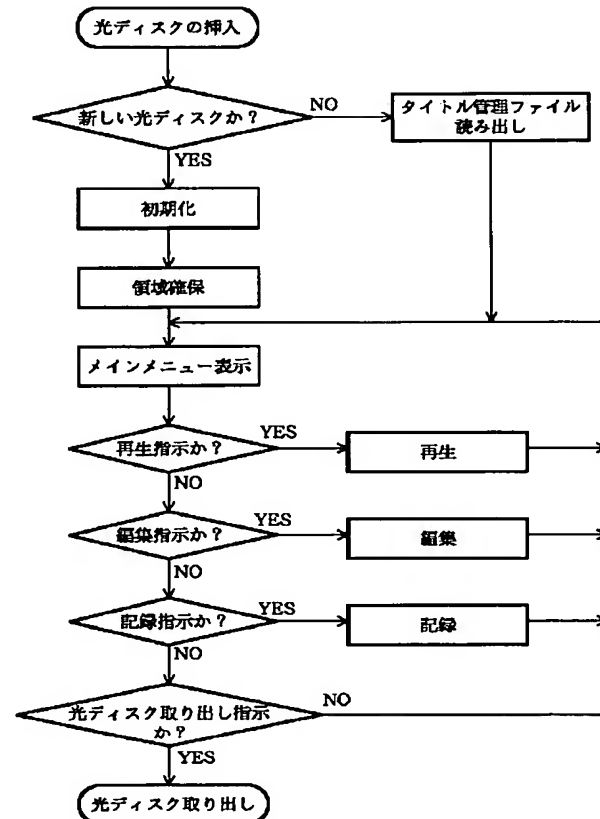 光ディスクの挿入
新しい光ディスクか？
NO
タイトル管理ファイル
読み出し
YES
初期化
領域確保
メインメニュー表示
再生指示か？
YES
再生
NO
編集指示か？
YES
編集
NO
記録指示か？
YES
記録
NO
光ディスク取り出し指示
か？
NO
YES
光ディスク取り出し